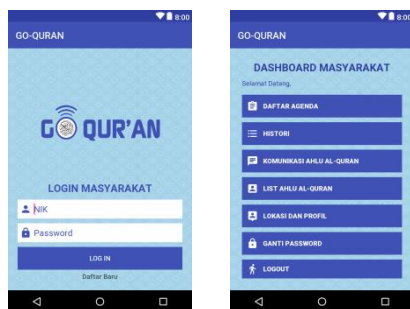 8:00
GO-QURAN
GO QUR'AN
LOGIN MASYARAKAT
NIK
Password
LOG IN
Daftar Baru
8:00
GO-QURAN
DASHBOARD MASYARAKAT
Selamat Datang,
DAFTAR AGENDA
HISTORI
KOMUNIKASI AHLU AL-QURAN
LIST AHLU AL-QURAN
LOKASI DAN PROFIL
GANTI PASSWORD
LOGOUT